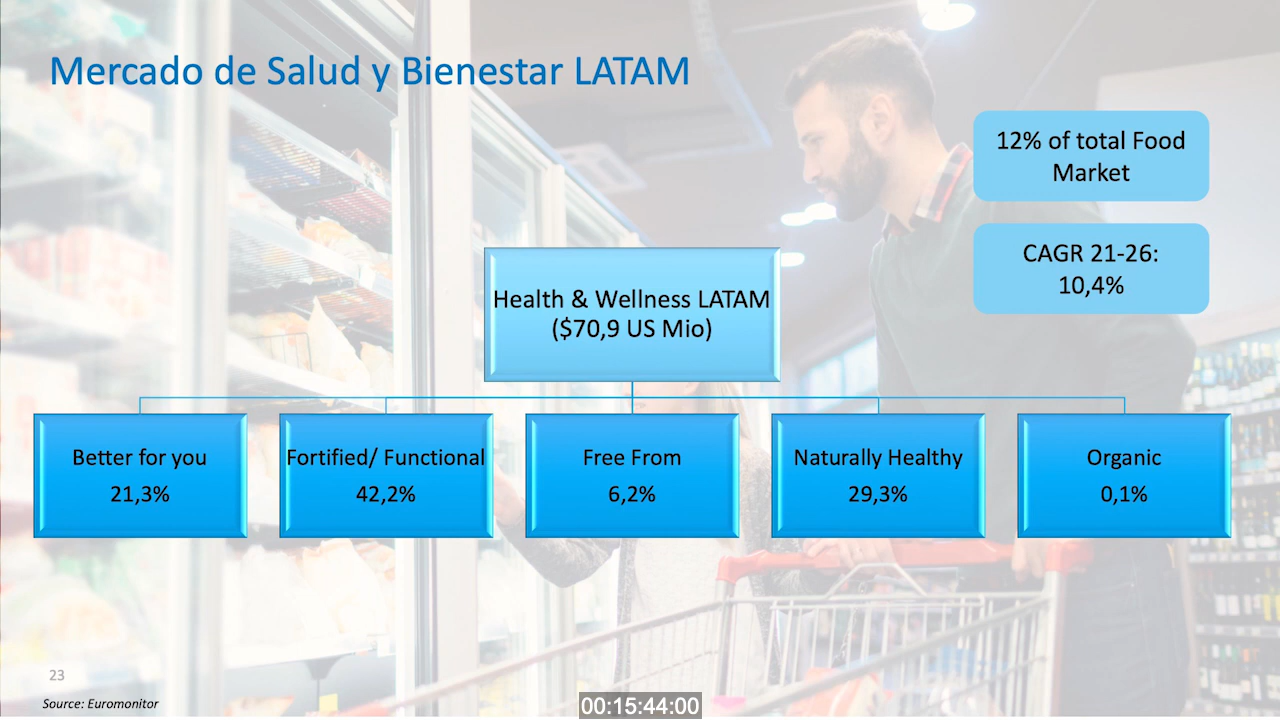 Mercado de Salud y Bienestar LATAM
12% of total Food
Market
CAGR 21-26:
10,4%
Health & Wellness LATAM
($70,9 US Mio)
Better for you
21,3%
Fortified/ Functional
42,2%
Free From
6,2%
Naturally Healthy
29,3%
Organic
0,1%
23
Source: Euromonitor
00:15:44:00